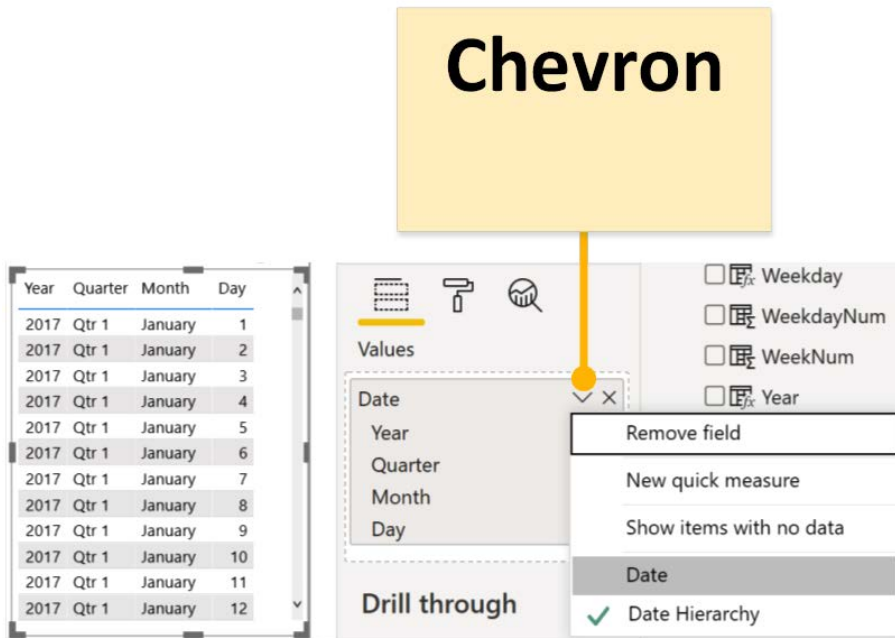 Chevron
Year Quarter Month Day
2017 Qtr 1 January 1
2017 Qtr 1 January 2
2017 Qtr 1 January 3
2017 Qtr 1 January 4
2017 Qtr 1 January 5
2017 Qtr 1 January 6
2017 Qtr 1 January 7
2017 Qtr 1 January 8
2017 Qtr 1 January 9
2017 Qtr 1 January 10
2017 Qtr 1 January 11
2017 Qtr 1 January 12
Values
Date
Year
Quarter
Month
Day
Drill through
Weekday
WeekdayNum
WeekNum
Year
Remove field
New quick measure
Show items with no data
Date
Date Hierarchy